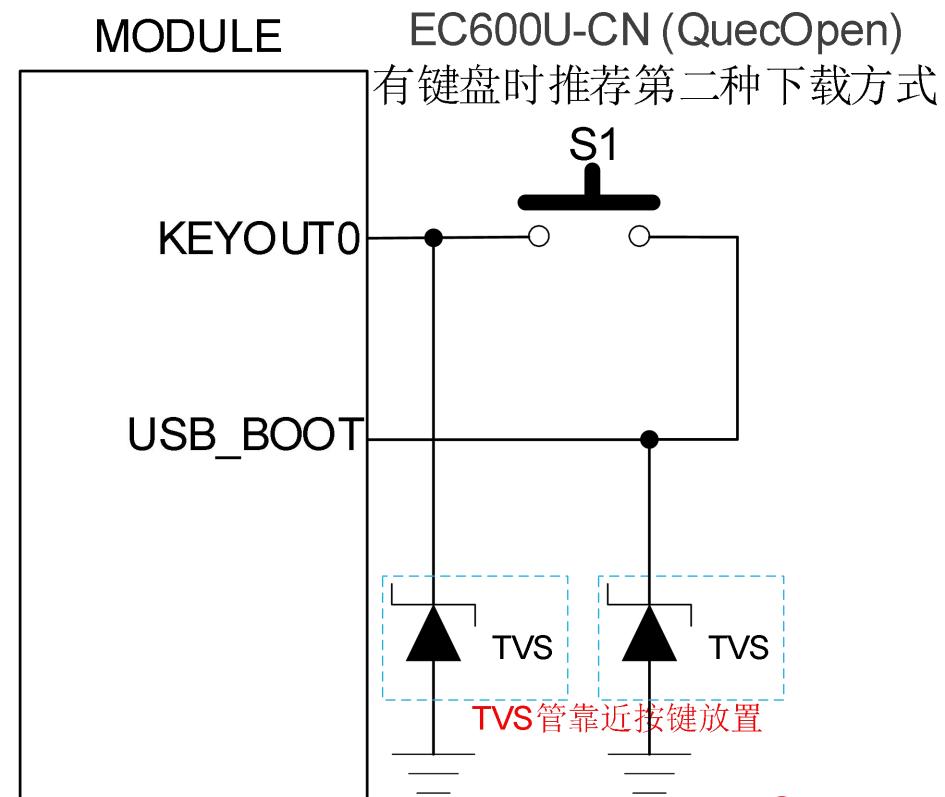 MODULE
EC600U-CN (QuecOpen)
有键盘时推荐第二种下载方式
S1
KEYOUT0
USB_BOOT
TVS
TVS
TVS管靠近按键放置